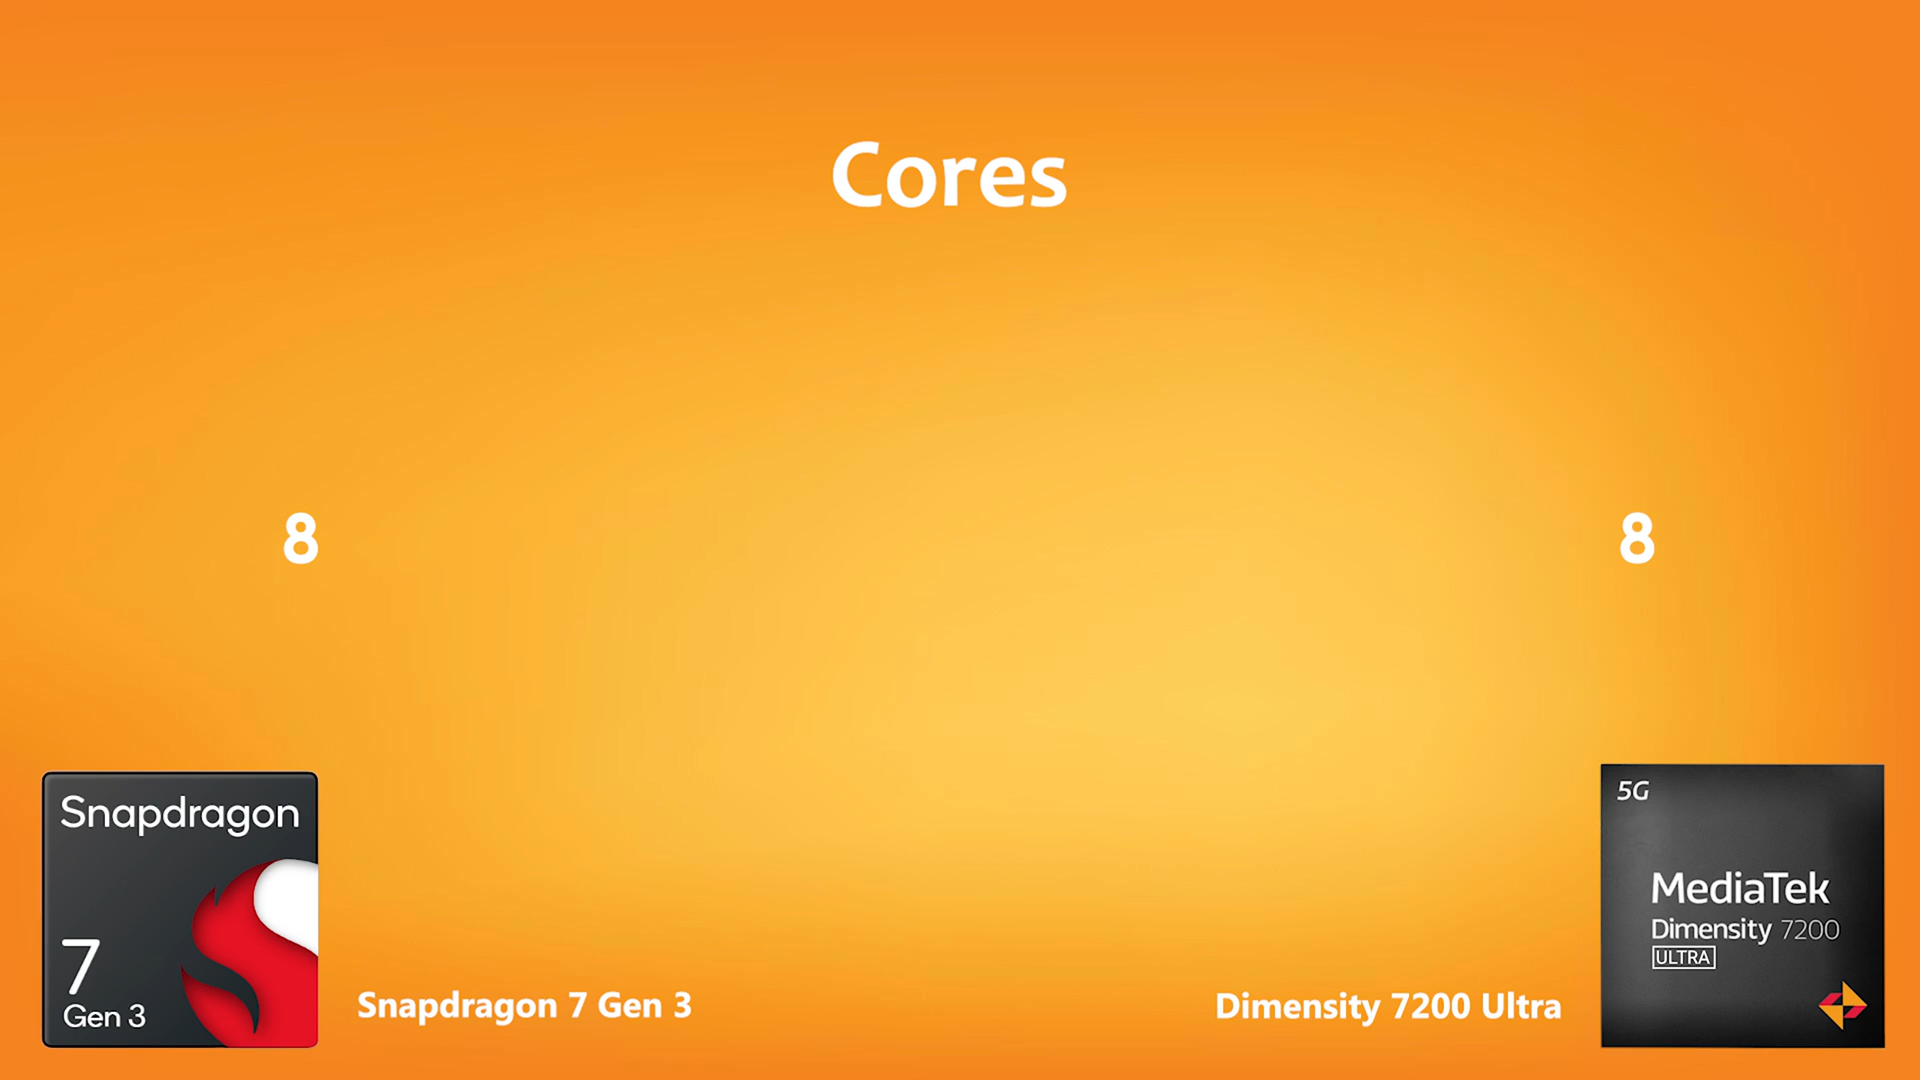 Cores
8
8
Snapdragon
7
Gen 3
Snapdragon 7 Gen 3
Dimensity 7200 Ultra
5G
MediaTek
Dimensity 7200
ULTRA